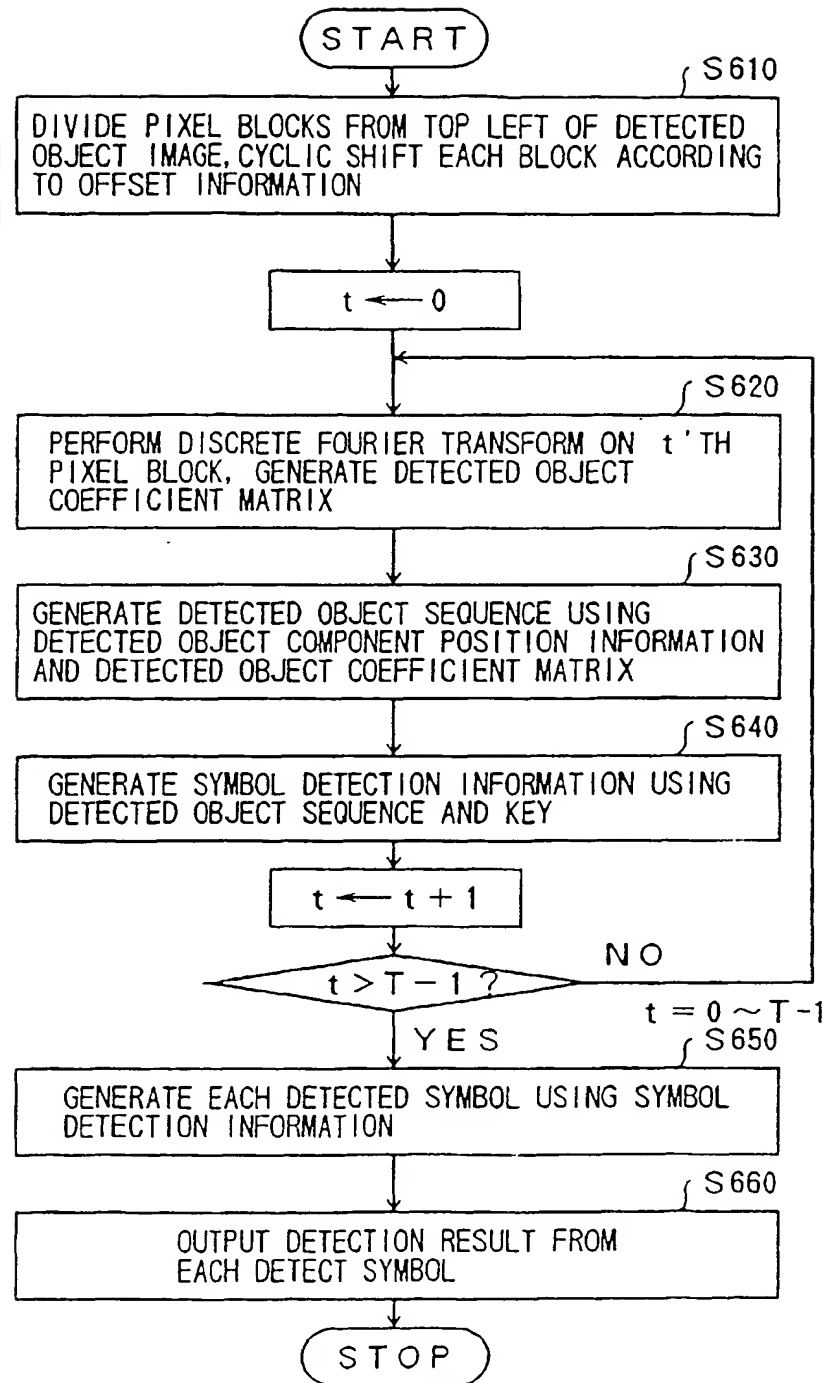 START
S610
DIVIDE PIXEL BLOCKS FROM TOP LEFT OF DETECTED
OBJECT IMAGE, CYCLIC SHIFT EACH BLOCK ACCORDING
TO OFFSET INFORMATION
t ← 0
S620
PERFORM DISCRETE FOURIER TRANSFORM ON t'TH
PIXEL BLOCK, GENERATE DETECTED OBJECT
COEFFICIENT MATRIX
S630
GENERATE DETECTED OBJECT SEQUENCE USING
DETECTED OBJECT COMPONENT POSITION INFORMATION
AND DETECTED OBJECT COEFFICIENT MATRIX
S640
GENERATE SYMBOL DETECTION INFORMATION USING
DETECTED OBJECT SEQUENCE AND KEY
t ← t + 1
NO
t > T - 1 ?
t = 0 ~ T-1
YES
S650
GENERATE EACH DETECTED SYMBOL USING SYMBOL
DETECTION INFORMATION
S660
OUTPUT DETECTION RESULT FROM
EACH DETECT SYMBOL
STOP